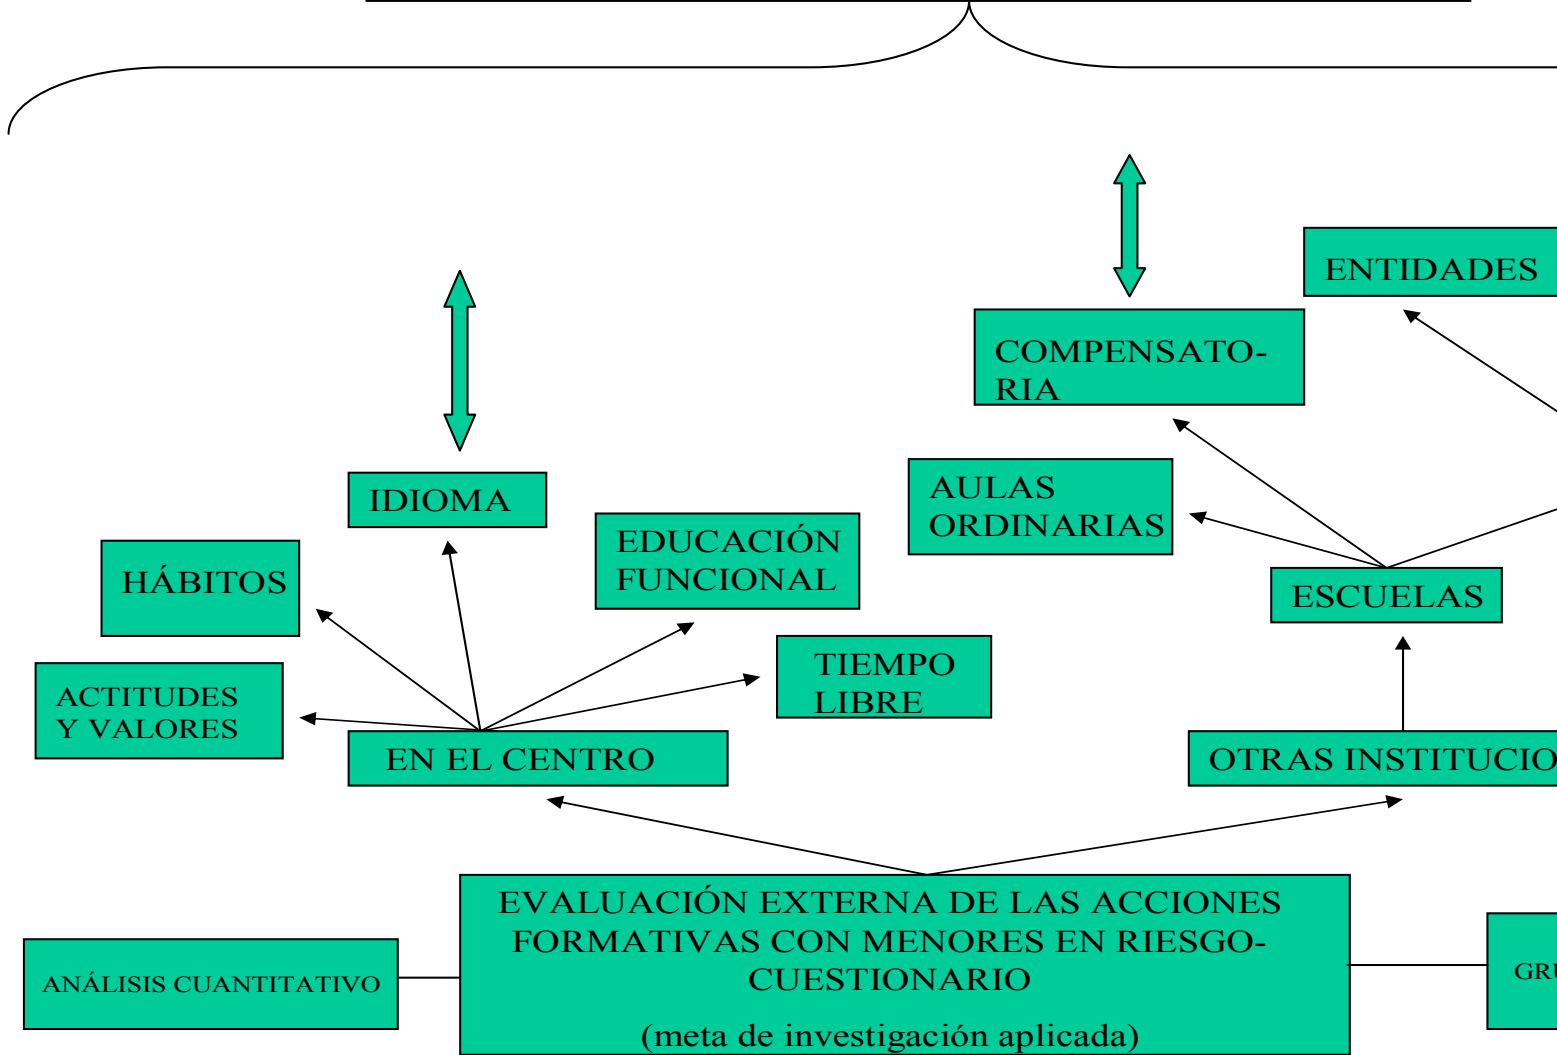 ENTIDADES
COMPENSATO-
RIA
IDIOMA
AULAS
ORDINARIAS
EDUCACIÓN
FUNCIONAL
HÁBITOS
ESCUELAS
TIEMPO
LIBRE
ACTITUDES
Y VALORES
EN EL CENTRO
OTRAS INSTITUCIO
EVALUACIÓN EXTERNA DE LAS ACCIONES
FORMATIVAS CON MENORES EN RIESGO-
CUESTIONARIO
(meta de investigación aplicada)
ANÁLISIS CUANTITATIVO
GRU